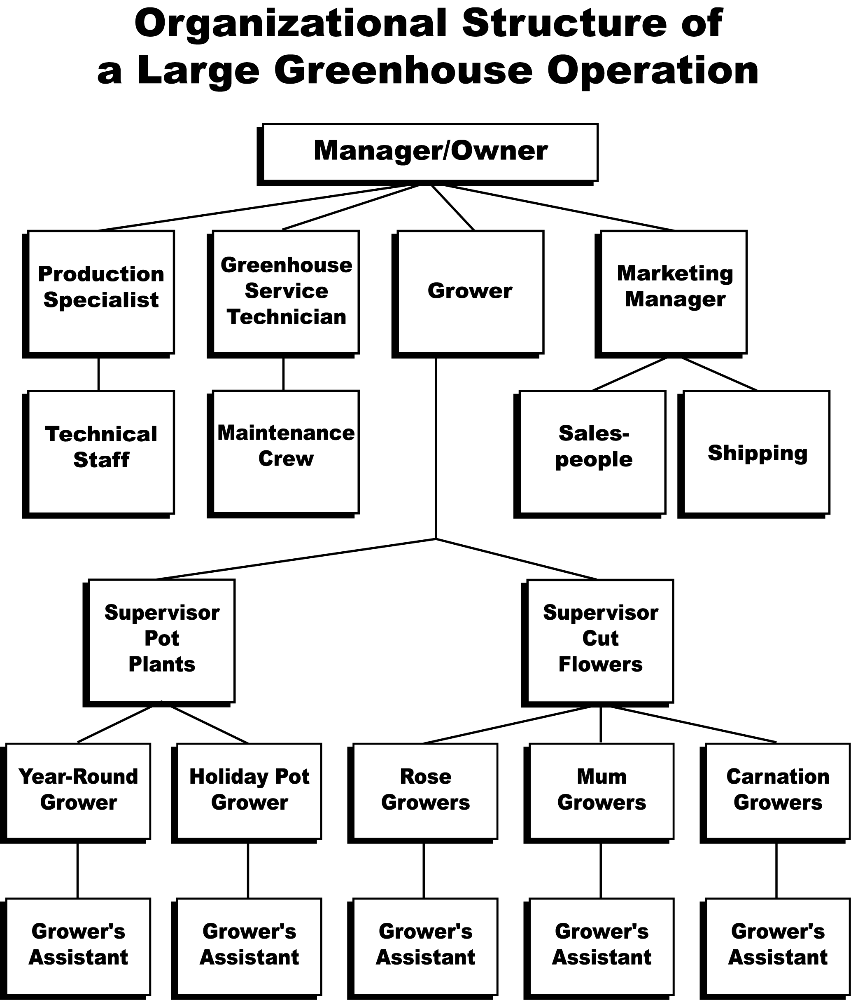 Organizational Structure of
a Large Greenhouse Operation
Manager/Owner
Production
Specialist
Greenhouse
Service
Technician
Grower
Marketing
Manager
Technical
Staff
Maintenance
Crew
Sales-
people
Shipping
Supervisor
Pot
Plants
Supervisor
Cut
Flowers
Year-Round
Grower
Holiday Pot
Grower
Rose
Growers
Mum
Growers
Carnation
Growers
Grower's
Assistant
Grower's
Assistant
Grower's
Assistant
Grower's
Assistant
Grower's
Assistant